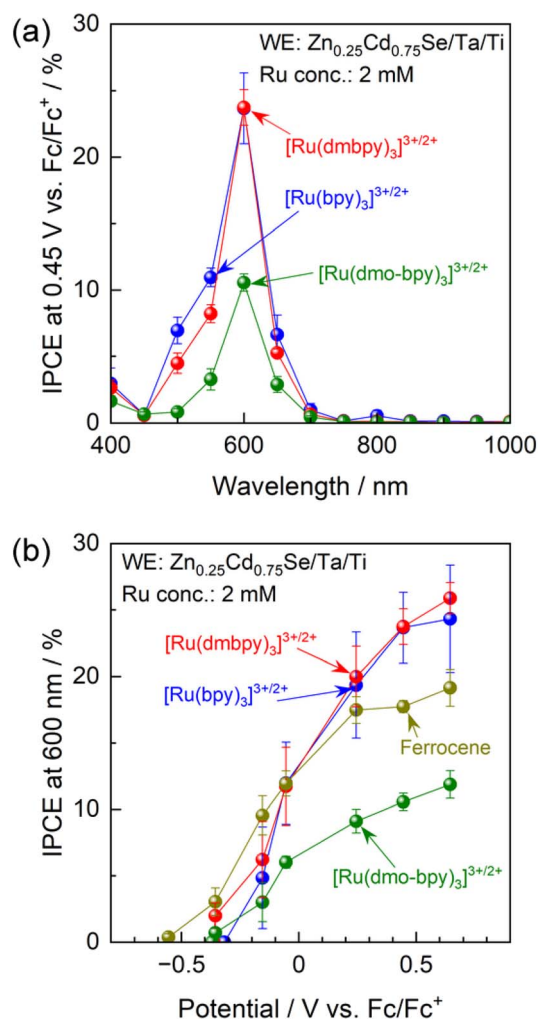 (a)
30
WE: Zn0.25Cd0.75Se/Ta/Ti
Ru conc.: 2 mM
[Ru(dmbpy)3]3+/2+
20
[Ru(bpy)3]3+/2+
[Ru(dmo-bpy)3]3+/2+
10
0
400 500 600 700 800 900 1000
IPCE at 0.45 V vs. Fc/Fc+ / %
Wavelength / nm
(b)
30
WE: Zn0.25Cd0.75Se/Ta/Ti
Ru conc.: 2 mM
[Ru(dmbpy)3]3+/2+
20
[Ru(bpy)3]3+/2+
Ferrocene
10
[Ru(dmo-bpy)3]3+/2+
0
−0.5 0 0.5
IPCE at 600 nm / %
Potential / V vs. Fc/Fc+